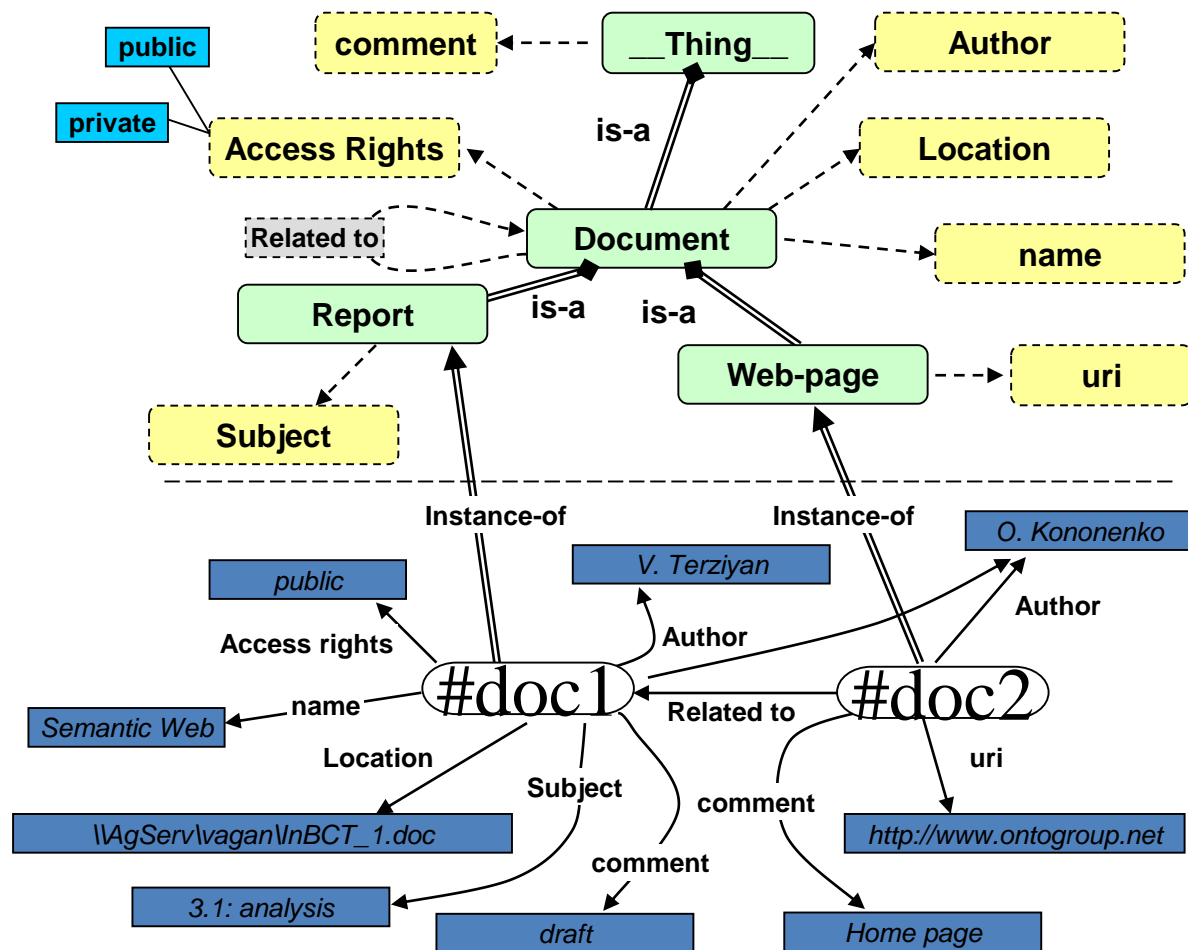 public
comment
__Thing__
Author
private
is-a
Access Rights
Location
Related to
Document
name
is-a
is-a
Report
Web-page
uri
Subject
Instance-of
Instance-of
O. Kononenko
public
V. Terziyan
Author
Access rights
Author
#doc1
#doc2
name
Related to
Semantic Web
Location
uri
Subject
comment
\\AgServ\vagan\InBCT_1.doc
http://www.ontogroup.net
comment
3.1: analysis
draft
Home page